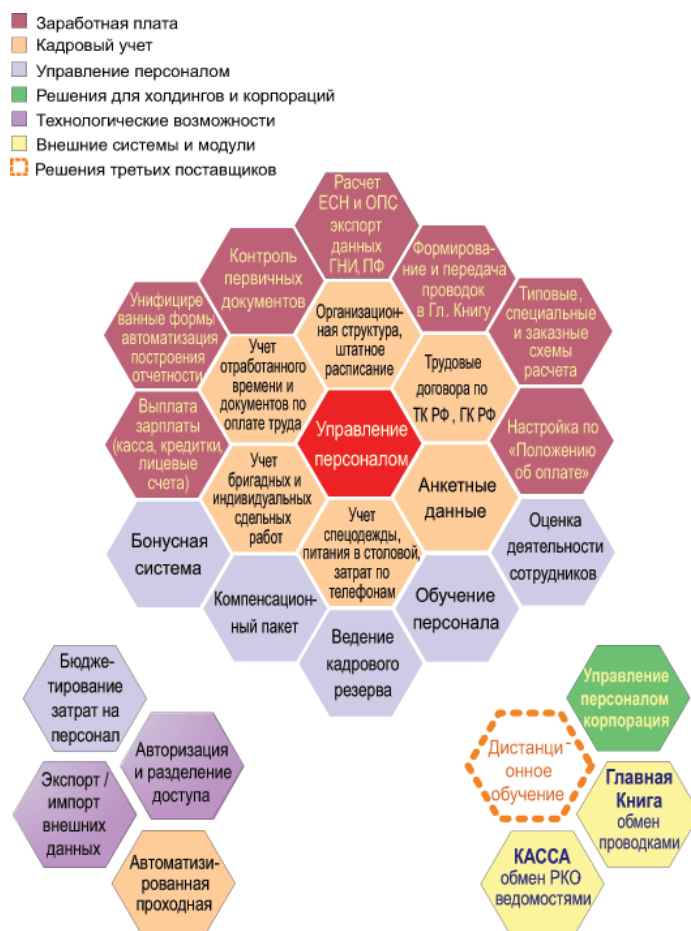 Заработная плата
Кадровый учет
Управление персоналом
Решения для холдингов и корпораций
Технологические возможности
Внешние системы и модули
Решения третьих поставщиков
Расчет
ЕСН и ОПС,
экспорт
данных
ГНИ, ПФ
Контроль
первичных
документов
Формирова-
ние и передача
проводок
в Гл. Книгу
Унифициро
ванные формы
автоматизация
построения
отчетности
Организацион-
ная структура,
штатное
расписание
Типовые,
специальные
и заказные
схемы
расчета
Учет
отработанного
времени и
документов по
оплате труда
Трудовые
договора по
ТК РФ , ГК РФ
Выплата
зарплаты
(касса, кредитки,
лицевые
счета)
Управление
персоналом
Настройка по
«Положению
об оплате»
Учет
бригадных и
индивидуальных
сдельных
работ
Анкетные
данные
Бонусная
система
Учет
спецодежды,
питания в столовой,
затрат по
телефонам
Оценка
деятельности
сотрудников
Компенсацион-
ный пакет
Обучение
персонала
Ведение
кадрового
резерва
Бюдже-
тирование
затрат на
персонал
Авторизация
и разделение
доступа
Экспорт /
импорт
внешних
данных
Автоматизи-
рованная
проходная
Управление
персоналом
корпорация
Дистанци -
онное
обучение
Главная
Книга
обмен
проводками
КАССА
обмен РКО
ведомостями